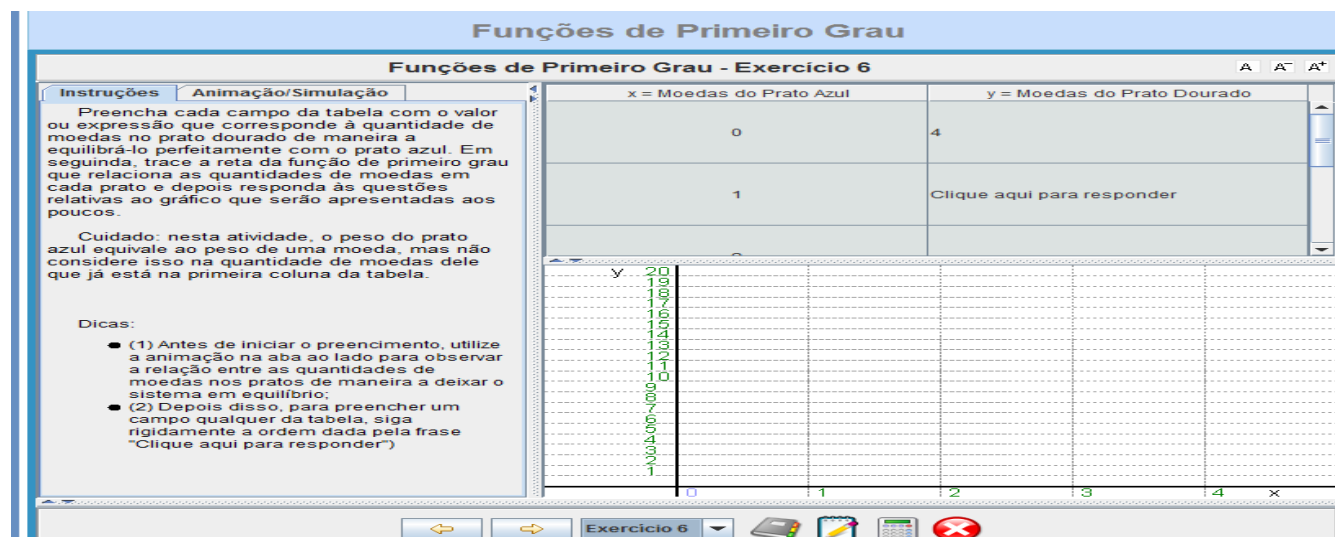 Funções de Primeiro Grau
Funções de Primeiro Grau - Exercício 6
A A⁻ A⁺
Instruções Animação/Simulação
Preencha cada campo da tabela com o valor
ou expressão que corresponde à quantidade de
moedas no prato dourado de maneira a
equilibrá-lo perfeitamente com o prato azul. Em
seguinda, trace a reta da função de primeiro grau
que relaciona as quantidades de moedas em
cada prato e depois responda às questões
relativas ao gráfico que serão apresentadas aos
poucos.
Cuidado: nesta atividade, o peso do prato
azul equivale ao peso de uma moeda, mas não
considere isso na quantidade de moedas dele
que já está na primeira coluna da tabela.
Dicas:
(1) Antes de iniciar o preencimento, utilize
a animação na aba ao lado para observar
a relação entre as quantidades de
moedas nos pratos de maneira a deixar o
sistema em equilíbrio;
(2) Depois disso, para preencher um
campo qualquer da tabela, siga
rigidamente a ordem dada pela frase
"Clique aqui para responder")
x = Moedas do Prato Azul y = Moedas do Prato Dourado
0 4
1 Clique aqui para responder
y 20
19
18
17
16
15
14
13
12
11
10
9
8
7
6
5
4
3
2
1
0 1 2 3 4 x
Exercício 6